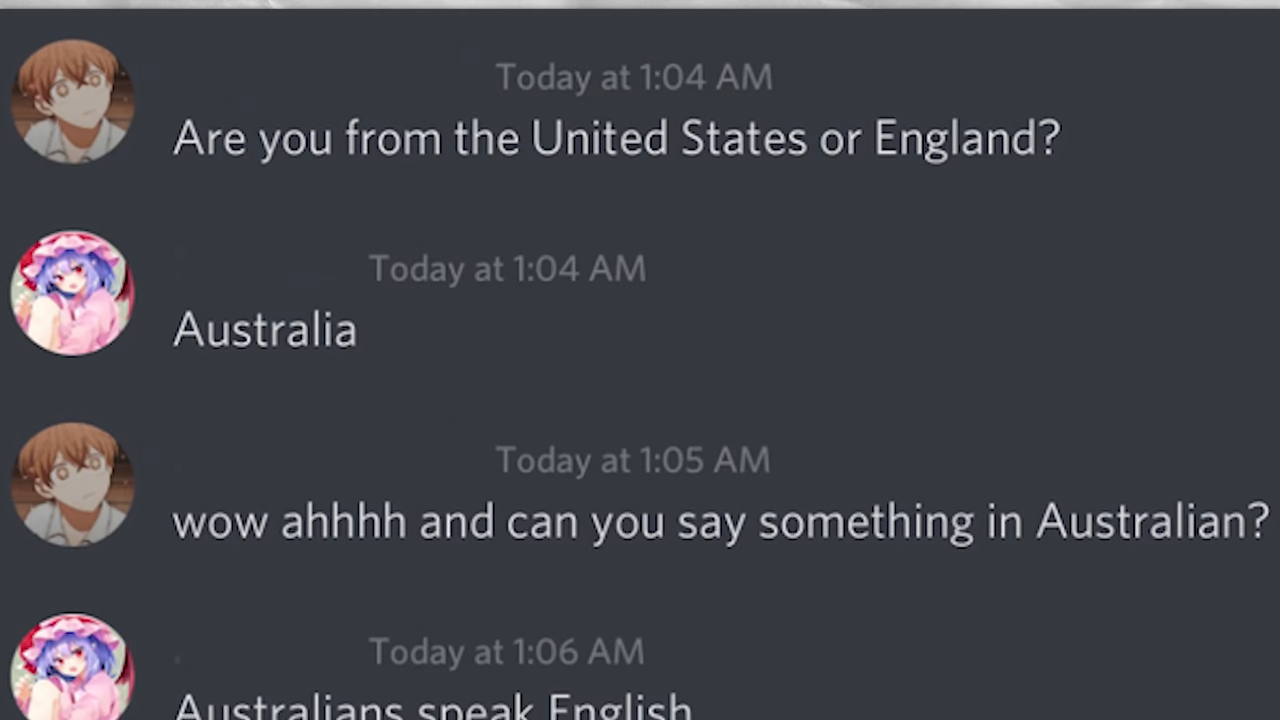 Today at 1:04 AM
Are you from the United States or England?
Today at 1:04 AM
Australia
Today at 1:05 AM
wow ahhhh and can you say something in Australian?
Today at 1:06 AM
Australians speak English